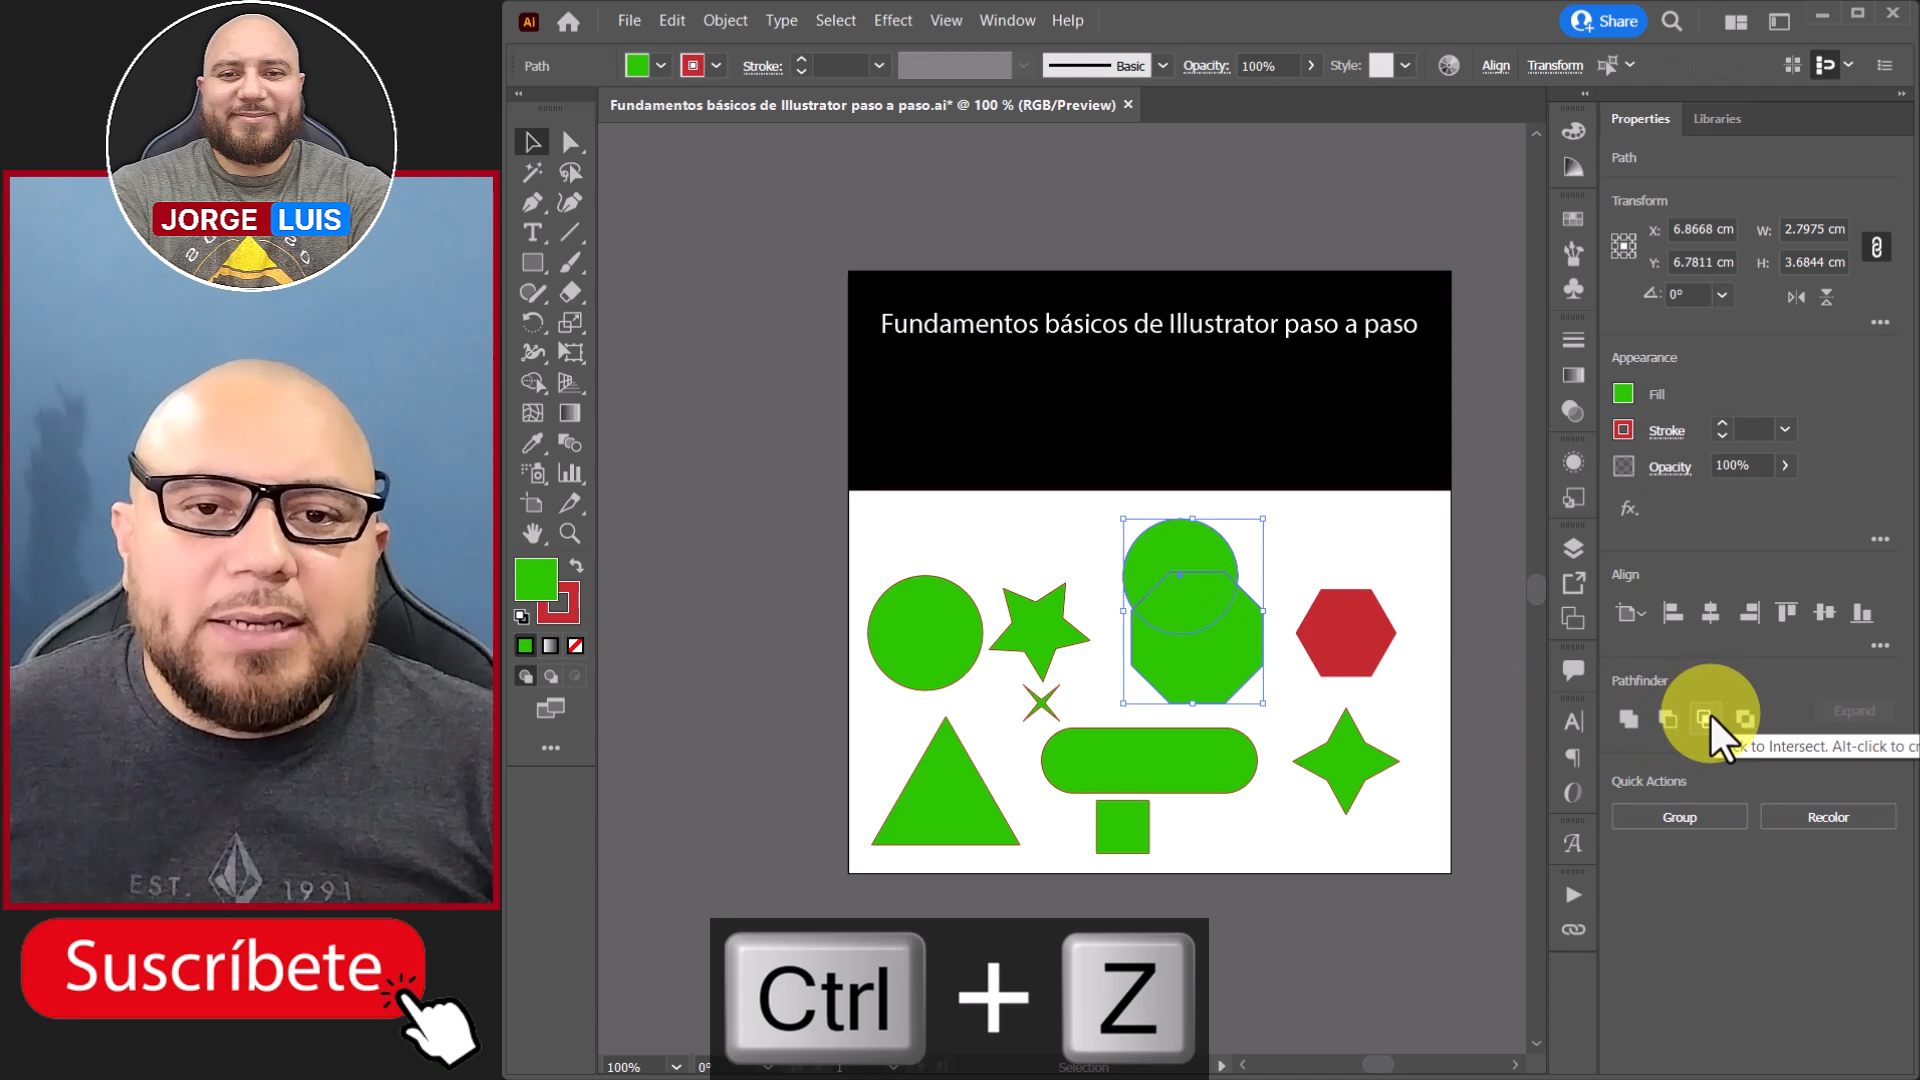 JORGE LUIS
EST. 1991
Suscríbete
Ai
File Edit Object Type Select Effect View Window Help
Share
Path
Stroke:
Basic
Opacity: 100%
Style:
Align Transform
Fundamentos básicos de Illustrator paso a paso.ai* @ 100 % (RGB/Preview)
Fundamentos básicos de Illustrator paso a paso
Properties Libraries
Path
Transform
X: 6.8668 cm W: 2.7975 cm
Y: 6.7811 cm H: 3.6844 cm
0°
Appearance
Fill
Stroke
Opacity 100%
fx.
Align
Pathfinder
Expand
to Intersect. Alt-click to
Quick Actions
Group Recolor
Ctrl + Z
100%
0°
1
Selection